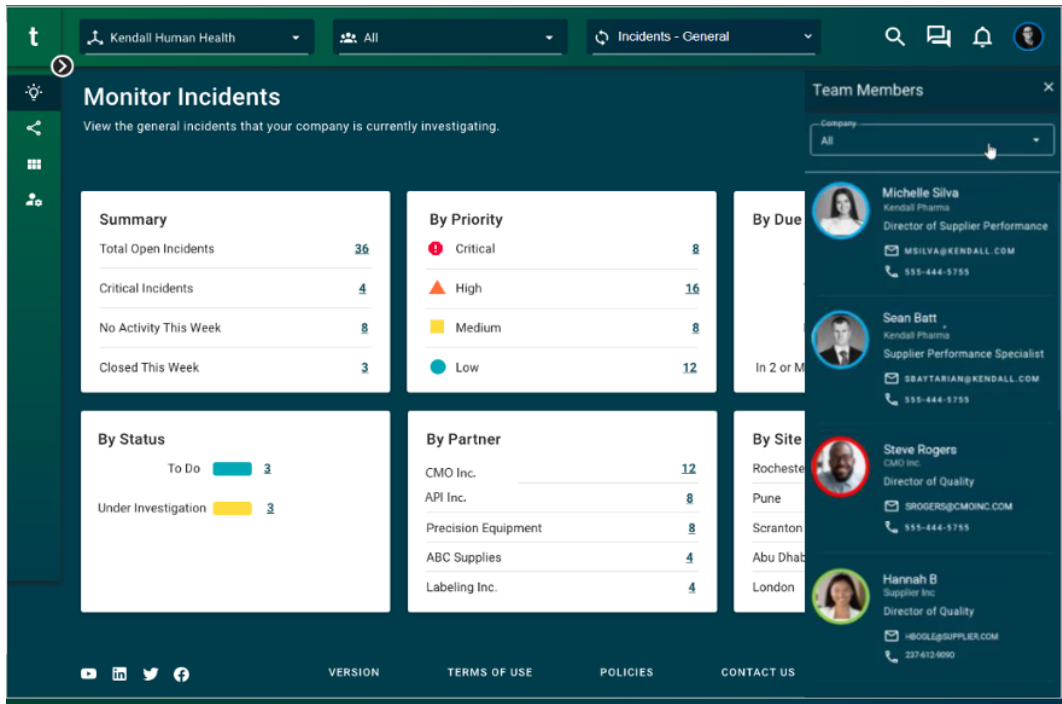 t
Kendall Human Health
All
Incidents - General
Monitor Incidents
View the general incidents that your company is currently investigating.
Summary
Total Open Incidents 36
Critical Incidents 4
No Activity This Week 8
Closed This Week 3
By Priority
Critical 8
High 16
Medium 8
Low 12
By Due
In 2 or M
By Status
To Do 3
Under Investigation 3
By Partner
CMO Inc. 12
API Inc. 8
Precision Equipment 8
ABC Supplies 4
Labeling Inc. 4
By Site
Rocheste
Pune
Scranton
Abu Dhab
London
Team Members
Company
All
Michelle Silva
Kendall Pharma
Director of Supplier Performance
MSILVA@KENDALL.COM
555-444-5755
Sean Batt
Kendall Pharma
Supplier Performance Specialist
SBAYTARIAN@KENDALL.COM
555-444-5755
Steve Rogers
CMO Inc.
Director of Quality
SROGERS@CMOINC.COM
555-444-5755
Hannah B
Supplier Inc
Director of Quality
HBOGLE@SUPPLIER.COM
237-612-9090
VERSION
TERMS OF USE
POLICIES
CONTACT US